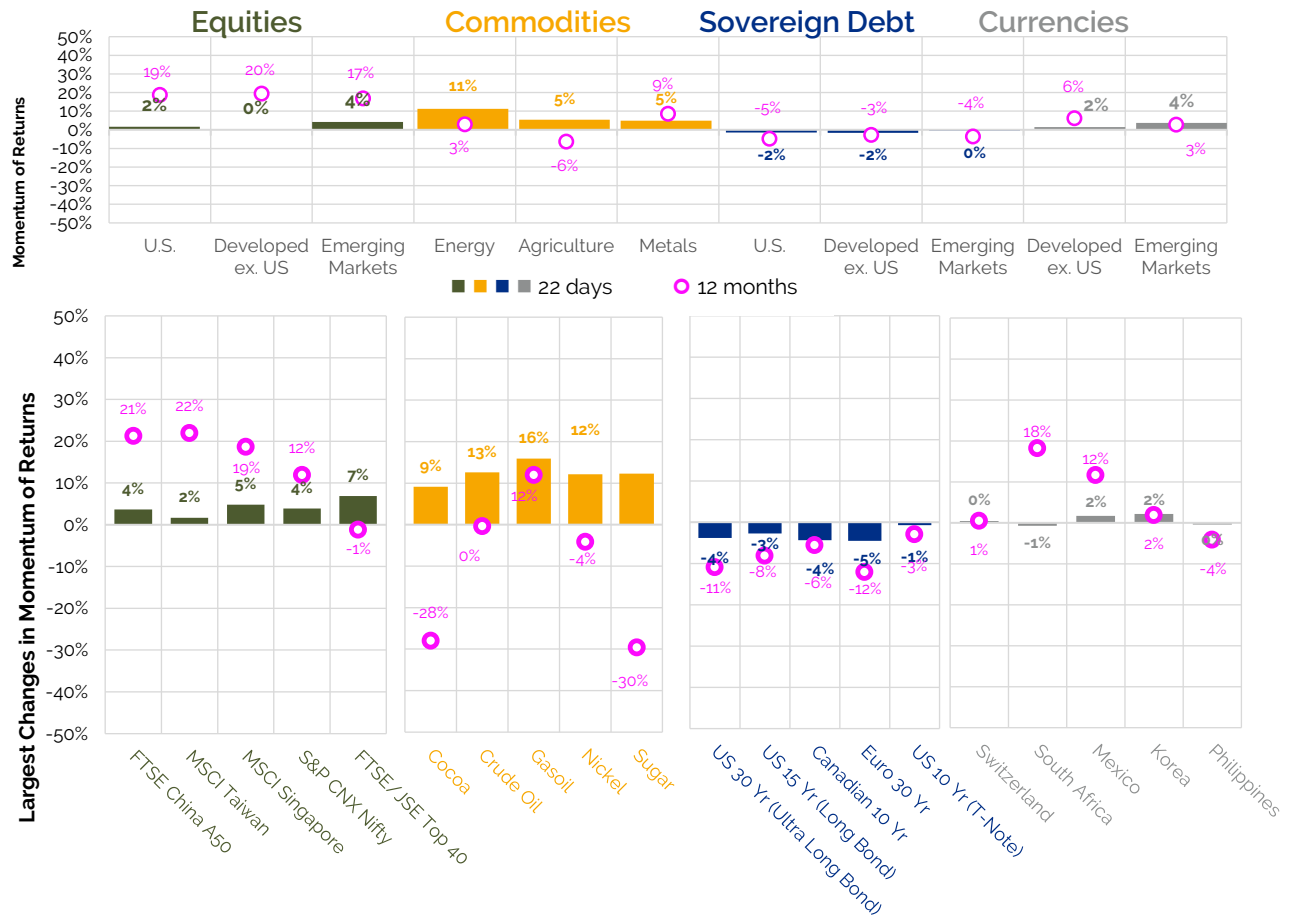 Equities Commodities Sovereign Debt Currencies
Momentum of Returns
50%
40%
30%
20%
10%
0%
-10%
-20%
-30%
-40%
-50%
19% 20% 17% 11% 5% 9% -5% -3% -4% 6% 4%
2% 0% 4% 5% 2%
3% -6% -2% -2% 0% 3%
U.S. Developed ex. US Emerging Markets Energy Agriculture Metals U.S. Developed ex. US Emerging Markets Developed ex. US Emerging Markets
22 days 12 months
Largest Changes in Momentum of Returns
50%
40%
30%
20%
10%
0%
-10%
-20%
-30%
-40%
-50%
21% 22% 19% 12% 7%
4% 2% 5% 4% -1%
9% 13% 16% 12%
-28% 0% 12% -4% -30%
-4% -3% -4% -5% -1%
-11% -8% -6% -12% -3%
0% -1% 2% 2%
1% 18% 12% 2% -4%
FTSE China A50
MSCI Taiwan
MSCI Singapore
S&P CNX Nifty
FTSE/ JSE Top 40
Cocoa
Crude Oil
Gasoil
Nickel
Sugar
US 30 Yr (Ultra Long Bond)
US 15 Yr (Long Bond)
Canadian 10 Yr
Euro 30 Yr
US 10 Yr (T-Note)
Switzerland
South Africa
Mexico
Korea
Philippines